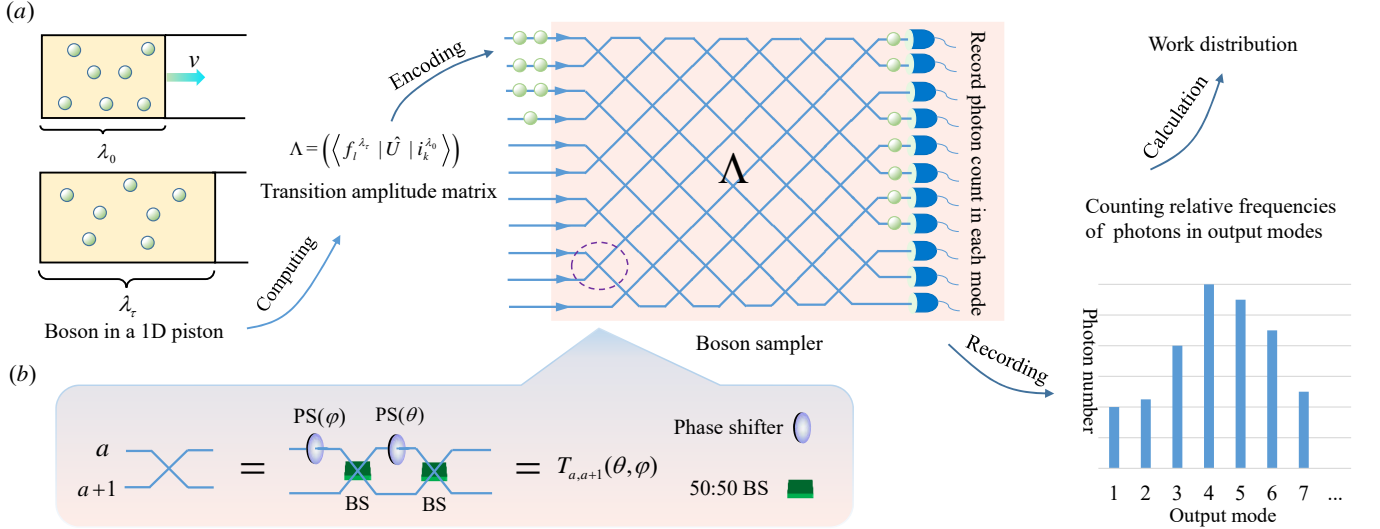 (a)
v
λ0
λτ
Boson in a 1D piston
Computing
Λ = (⟨ f_l^{λτ} | Û | i_k^{λ0} ⟩)
Transition amplitude matrix
Encoding
Λ
Boson sampler
Record photon count in each mode
Recording
Work distribution
Calculation
Counting relative frequencies
of photons in output modes
Photon number
1 2 3 4 5 6 7 ...
Output mode
(b)
a
a+1
=
PS(φ) PS(θ)
BS BS
= T_{a,a+1}(θ,φ)
Phase shifter
50:50 BS